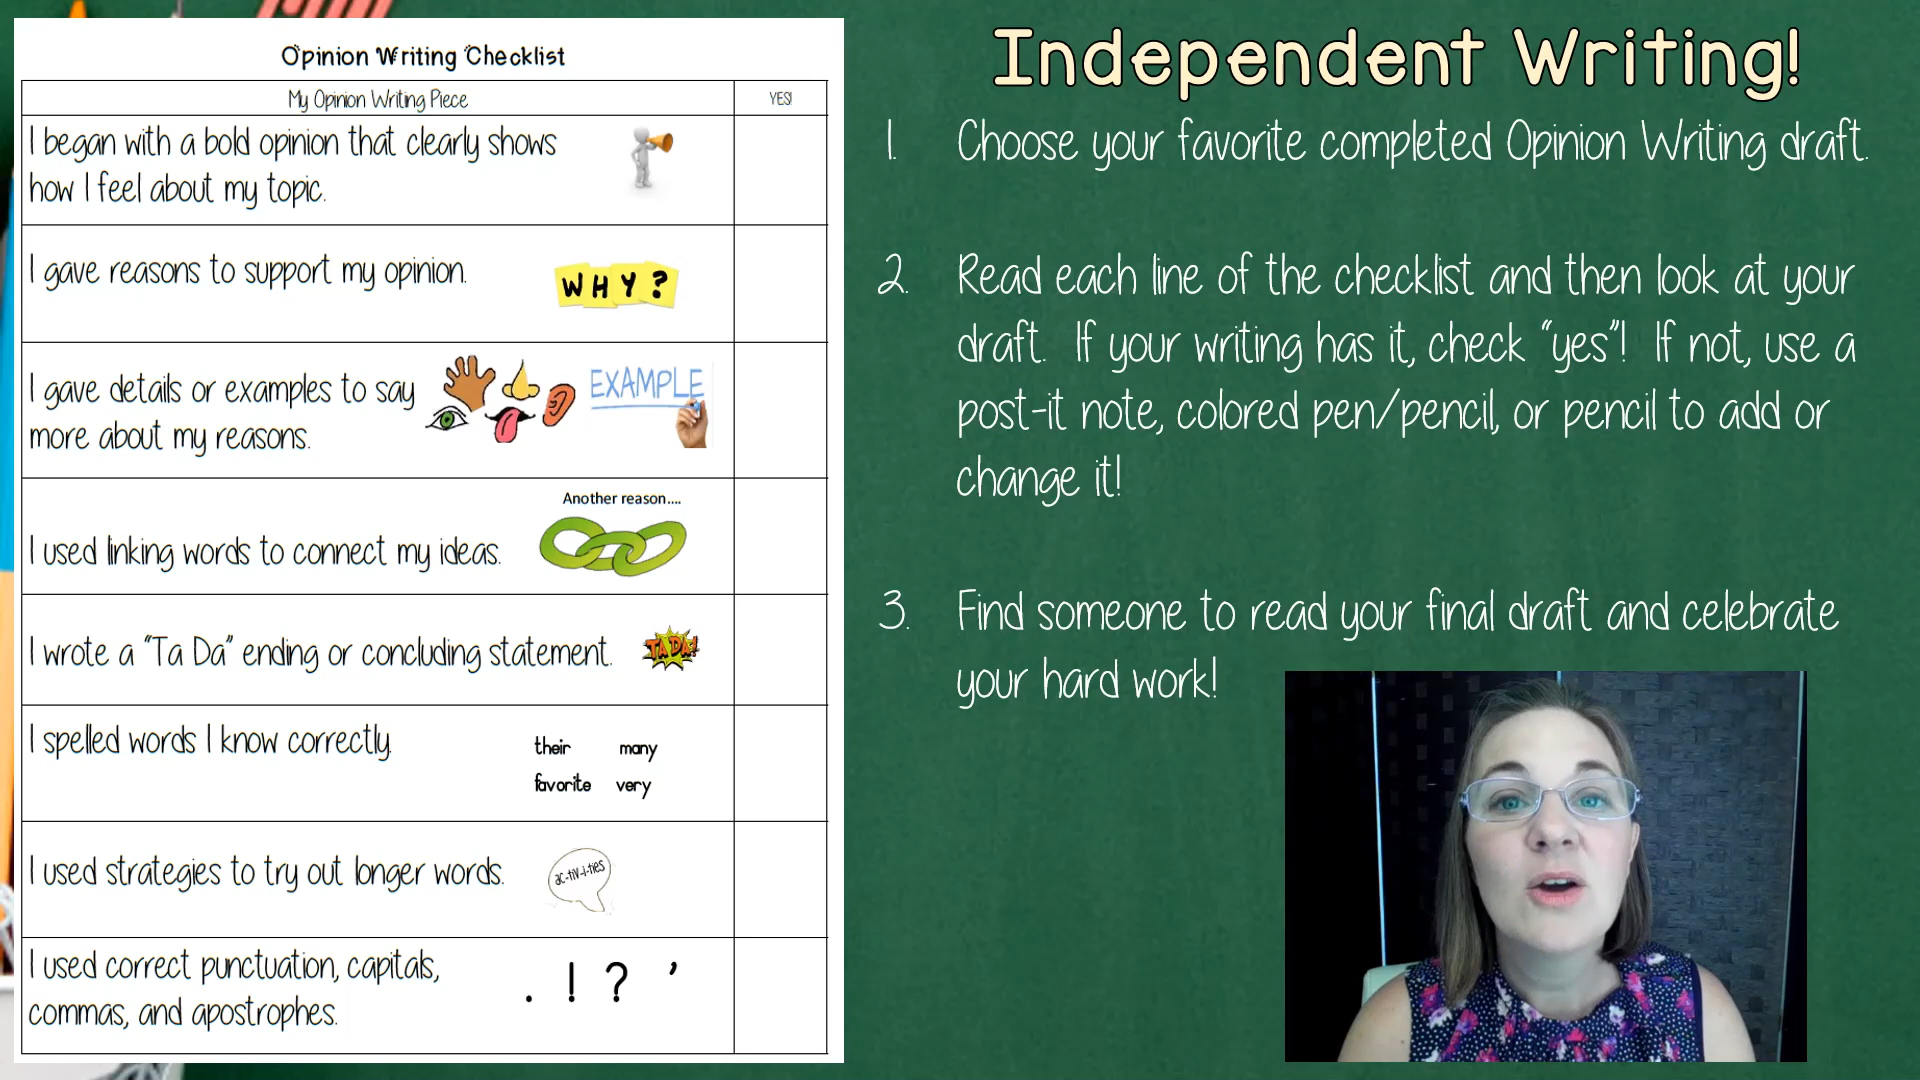 Opinion Writing Checklist
My Opinion Writing Piece
YES!
I began with a bold opinion that clearly shows
how I feel about my topic.
I gave reasons to support my opinion.
WHY?
I gave details or examples to say
more about my reasons.
EXAMPLE
Another reason....
I used linking words to connect my ideas.
I wrote a "Ta Da" ending or concluding statement.
TA DA!
I spelled words I know correctly.
their many
favorite very
I used strategies to try out longer words.
ac-tiv-i-ties
I used correct punctuation, capitals,
commas, and apostrophes.
. ! ? ’
Independent Writing!
1. Choose your favorite completed Opinion Writing draft.
2. Read each line of the checklist and then look at your
draft. If your writing has it, check “yes”! If not, use a
post-it note, colored pen/pencil, or pencil to add or
change it!
3. Find someone to read your final draft and celebrate
your hard work!